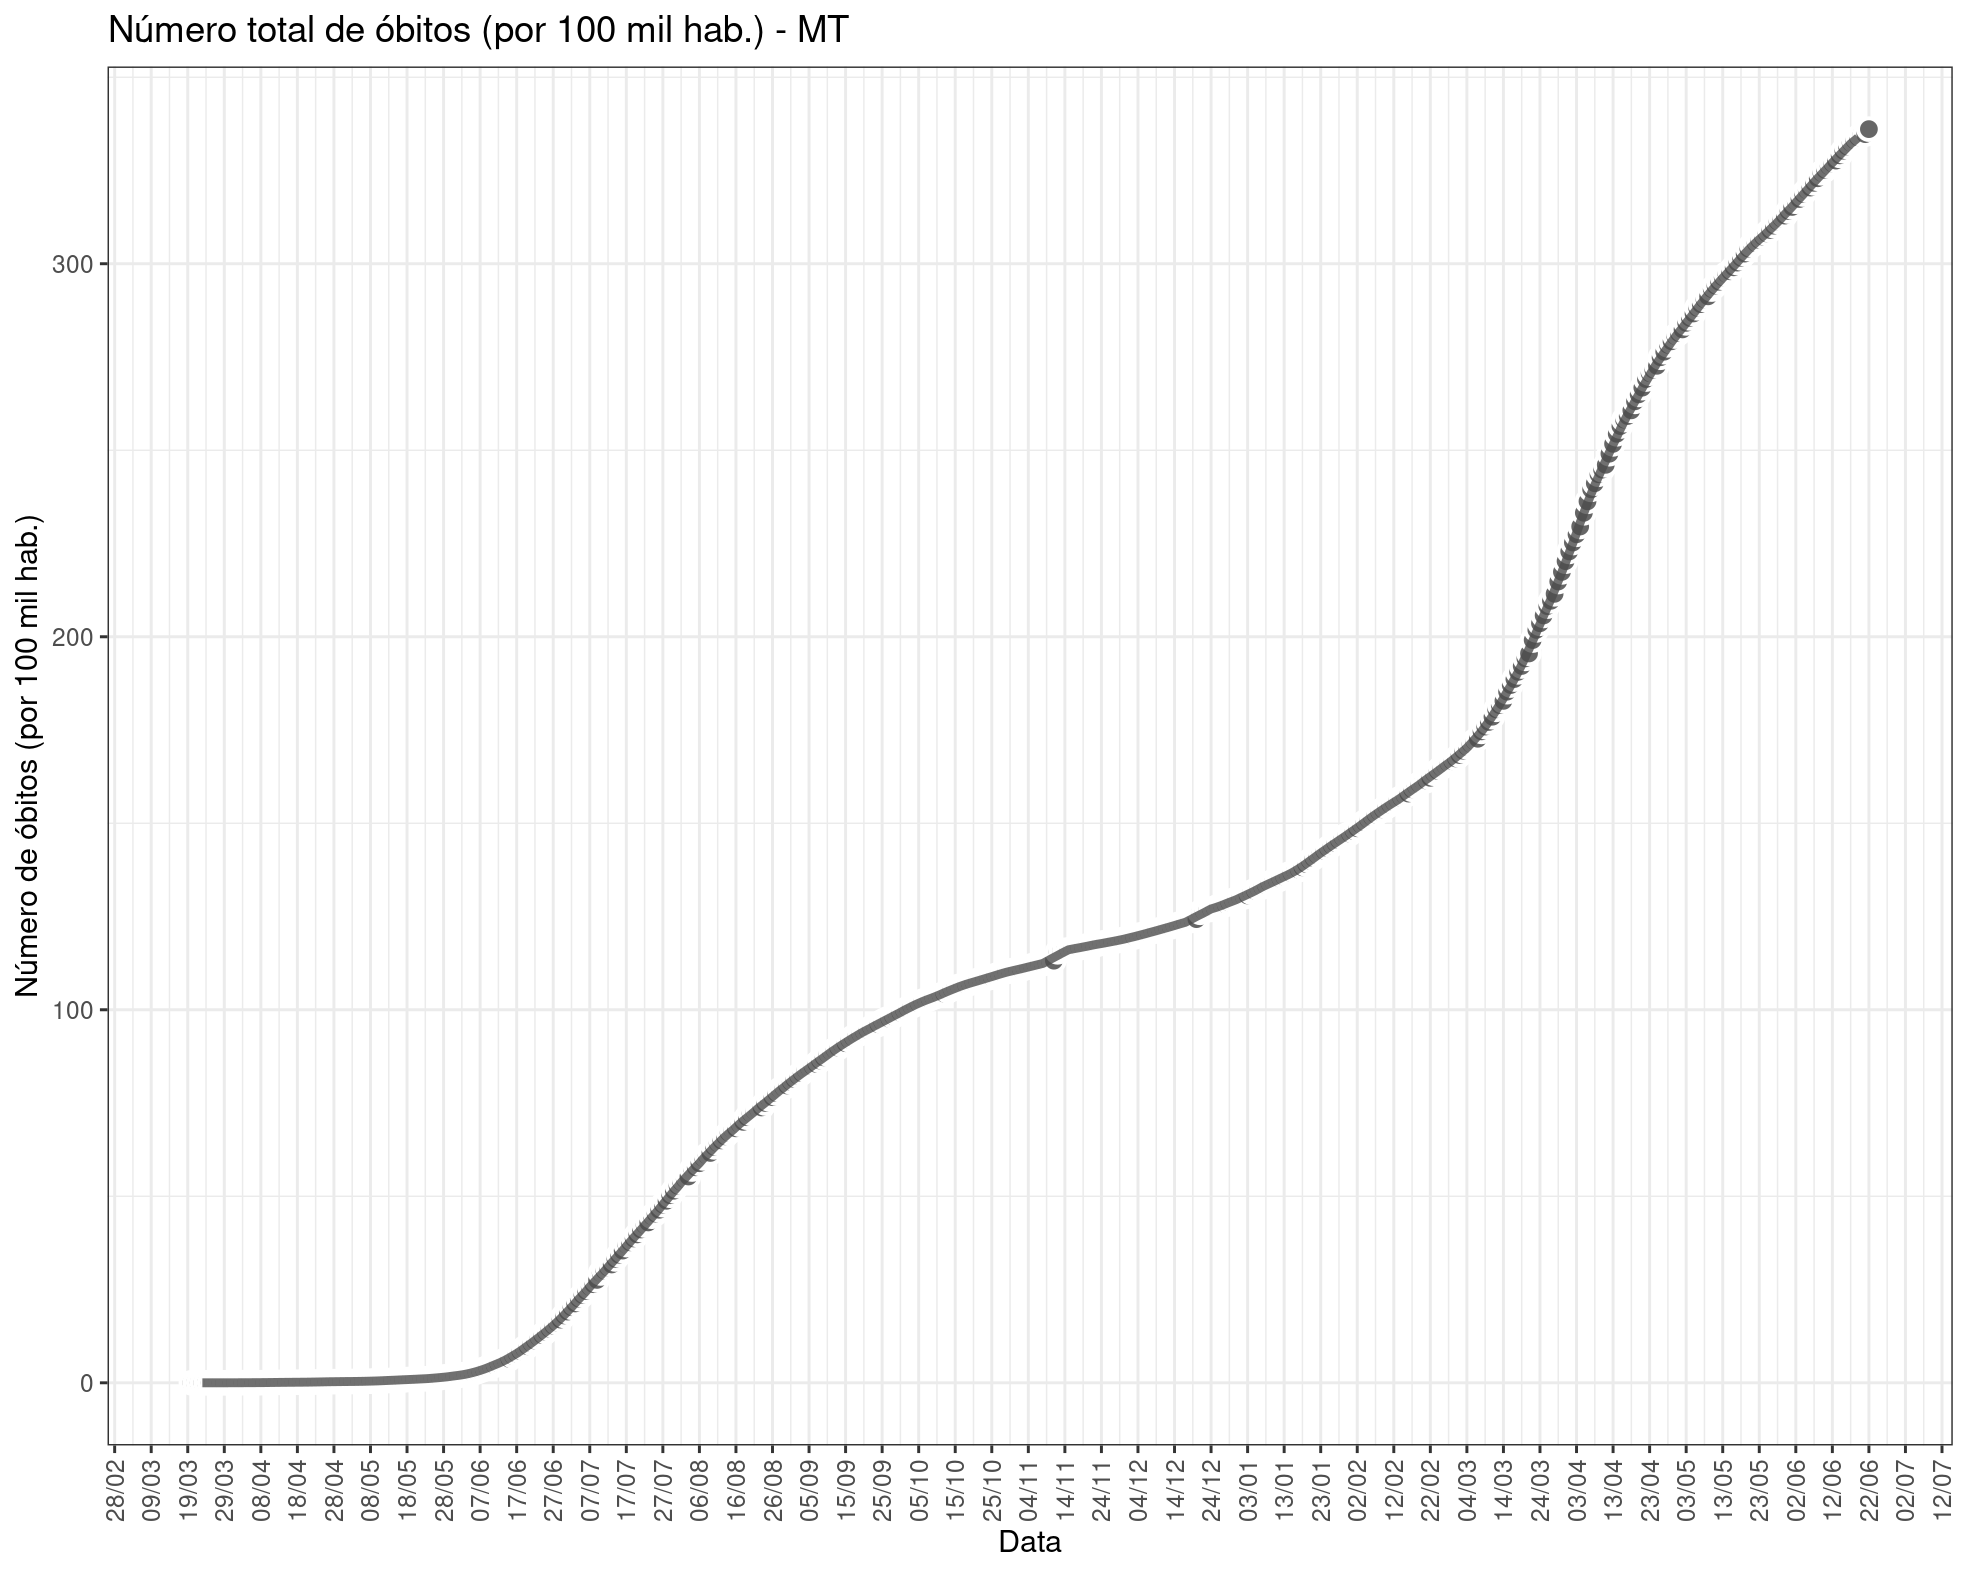 Número total de óbitos (por 100 mil hab.) - MT
Número de óbitos (por 100 mil hab.)
300
200
100
0
28/02 09/03 19/03 29/03 08/04 18/04 28/04 08/05 18/05 28/05 07/06 17/06 27/06 07/07 17/07 27/07 06/08 16/08 26/08 05/09 15/09 25/09 05/10 15/10 25/10 04/11 14/11 24/11 04/12 14/12 24/12 03/01 13/01 23/01 02/02 12/02 22/02 04/03 14/03 24/03 03/04 13/04 23/04 03/05 13/05 23/05 02/06 12/06 22/06 02/07 12/07
Data